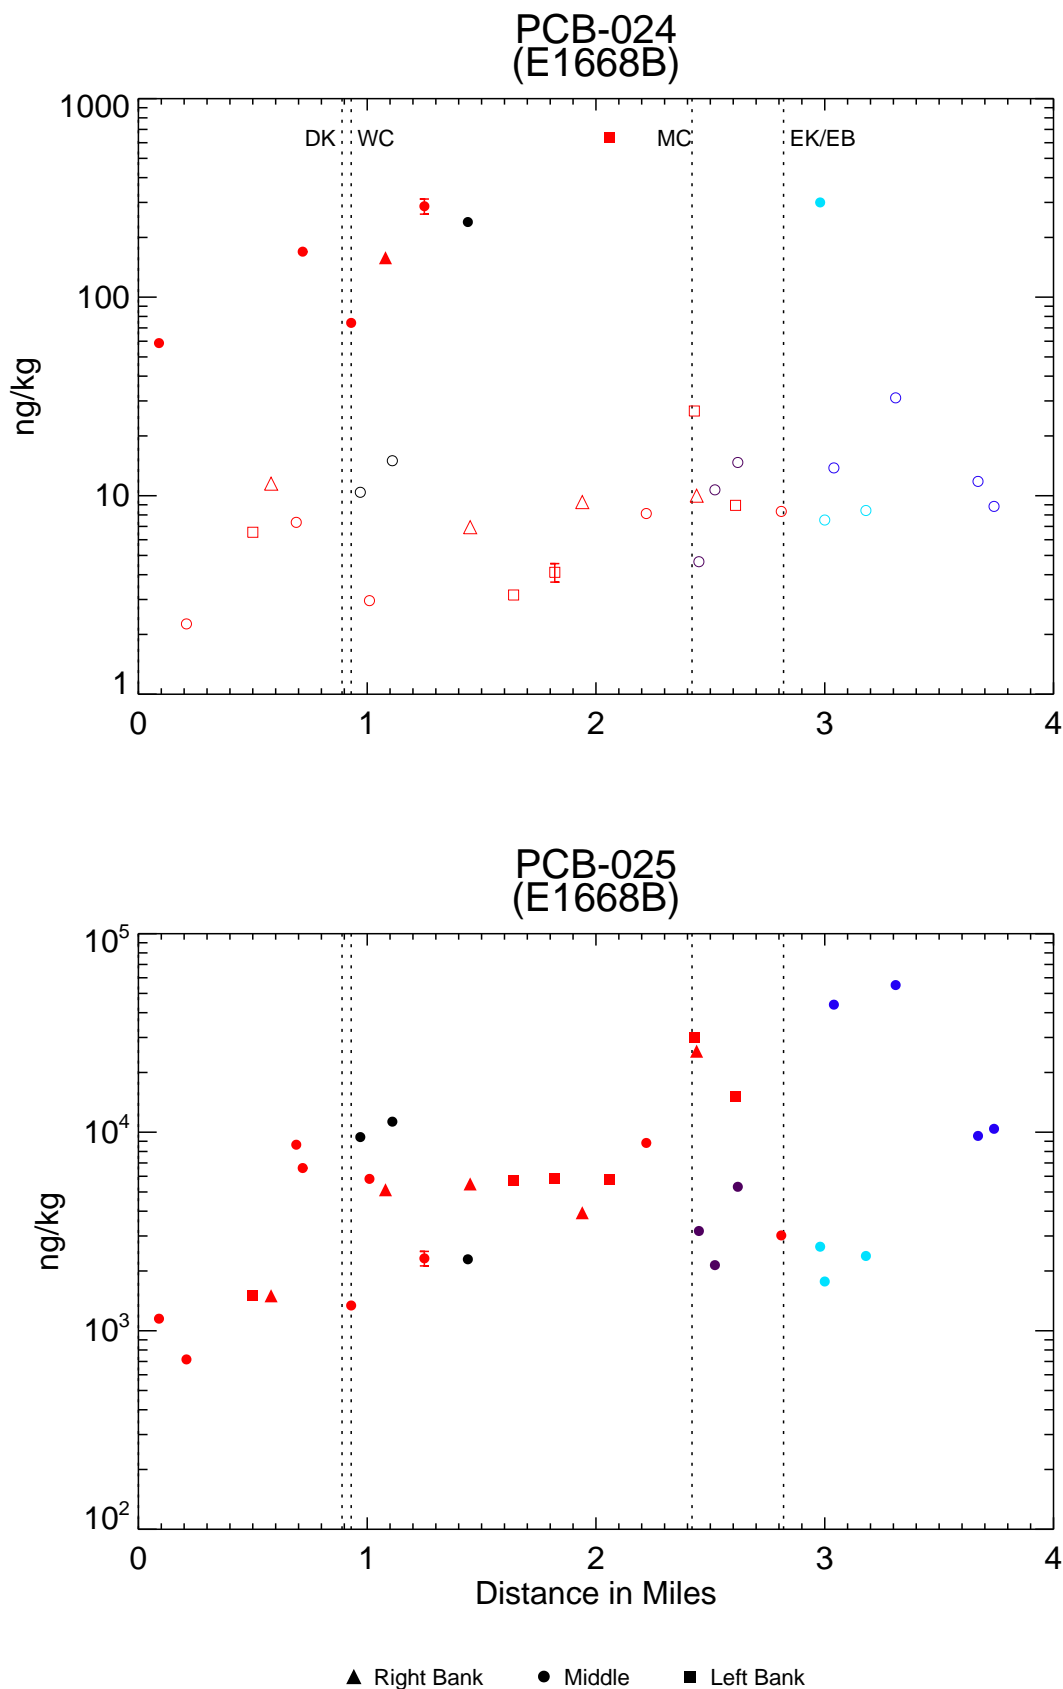 PCB-024
(E1668B)
1000
DK WC MC EK/EB
100
ng/kg
10
1
0 1 2 3 4
PCB-025
(E1668B)
10^5
10^4
ng/kg
10^3
10^2
0 1 2 3 4
Distance in Miles
Right Bank Middle Left Bank